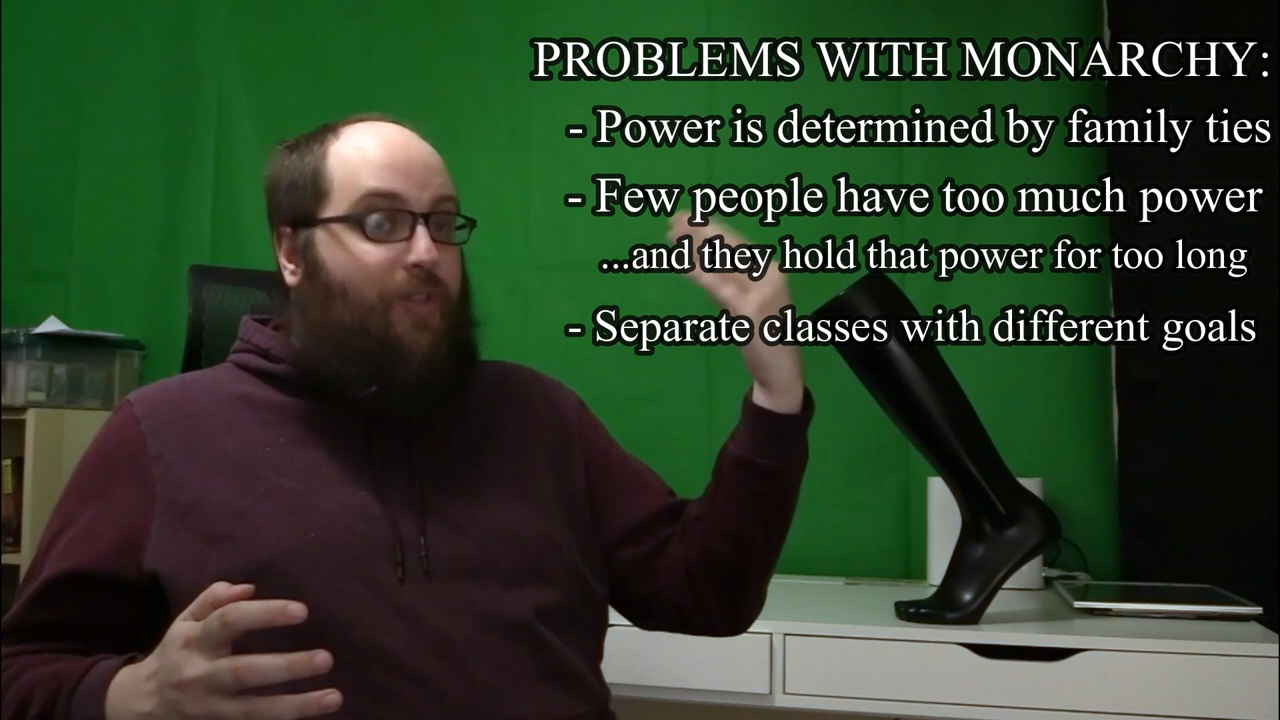 PROBLEMS WITH MONARCHY:
- Power is determined by family ties
- Few people have too much power
...and they hold that power for too long
- Separate classes with different goals